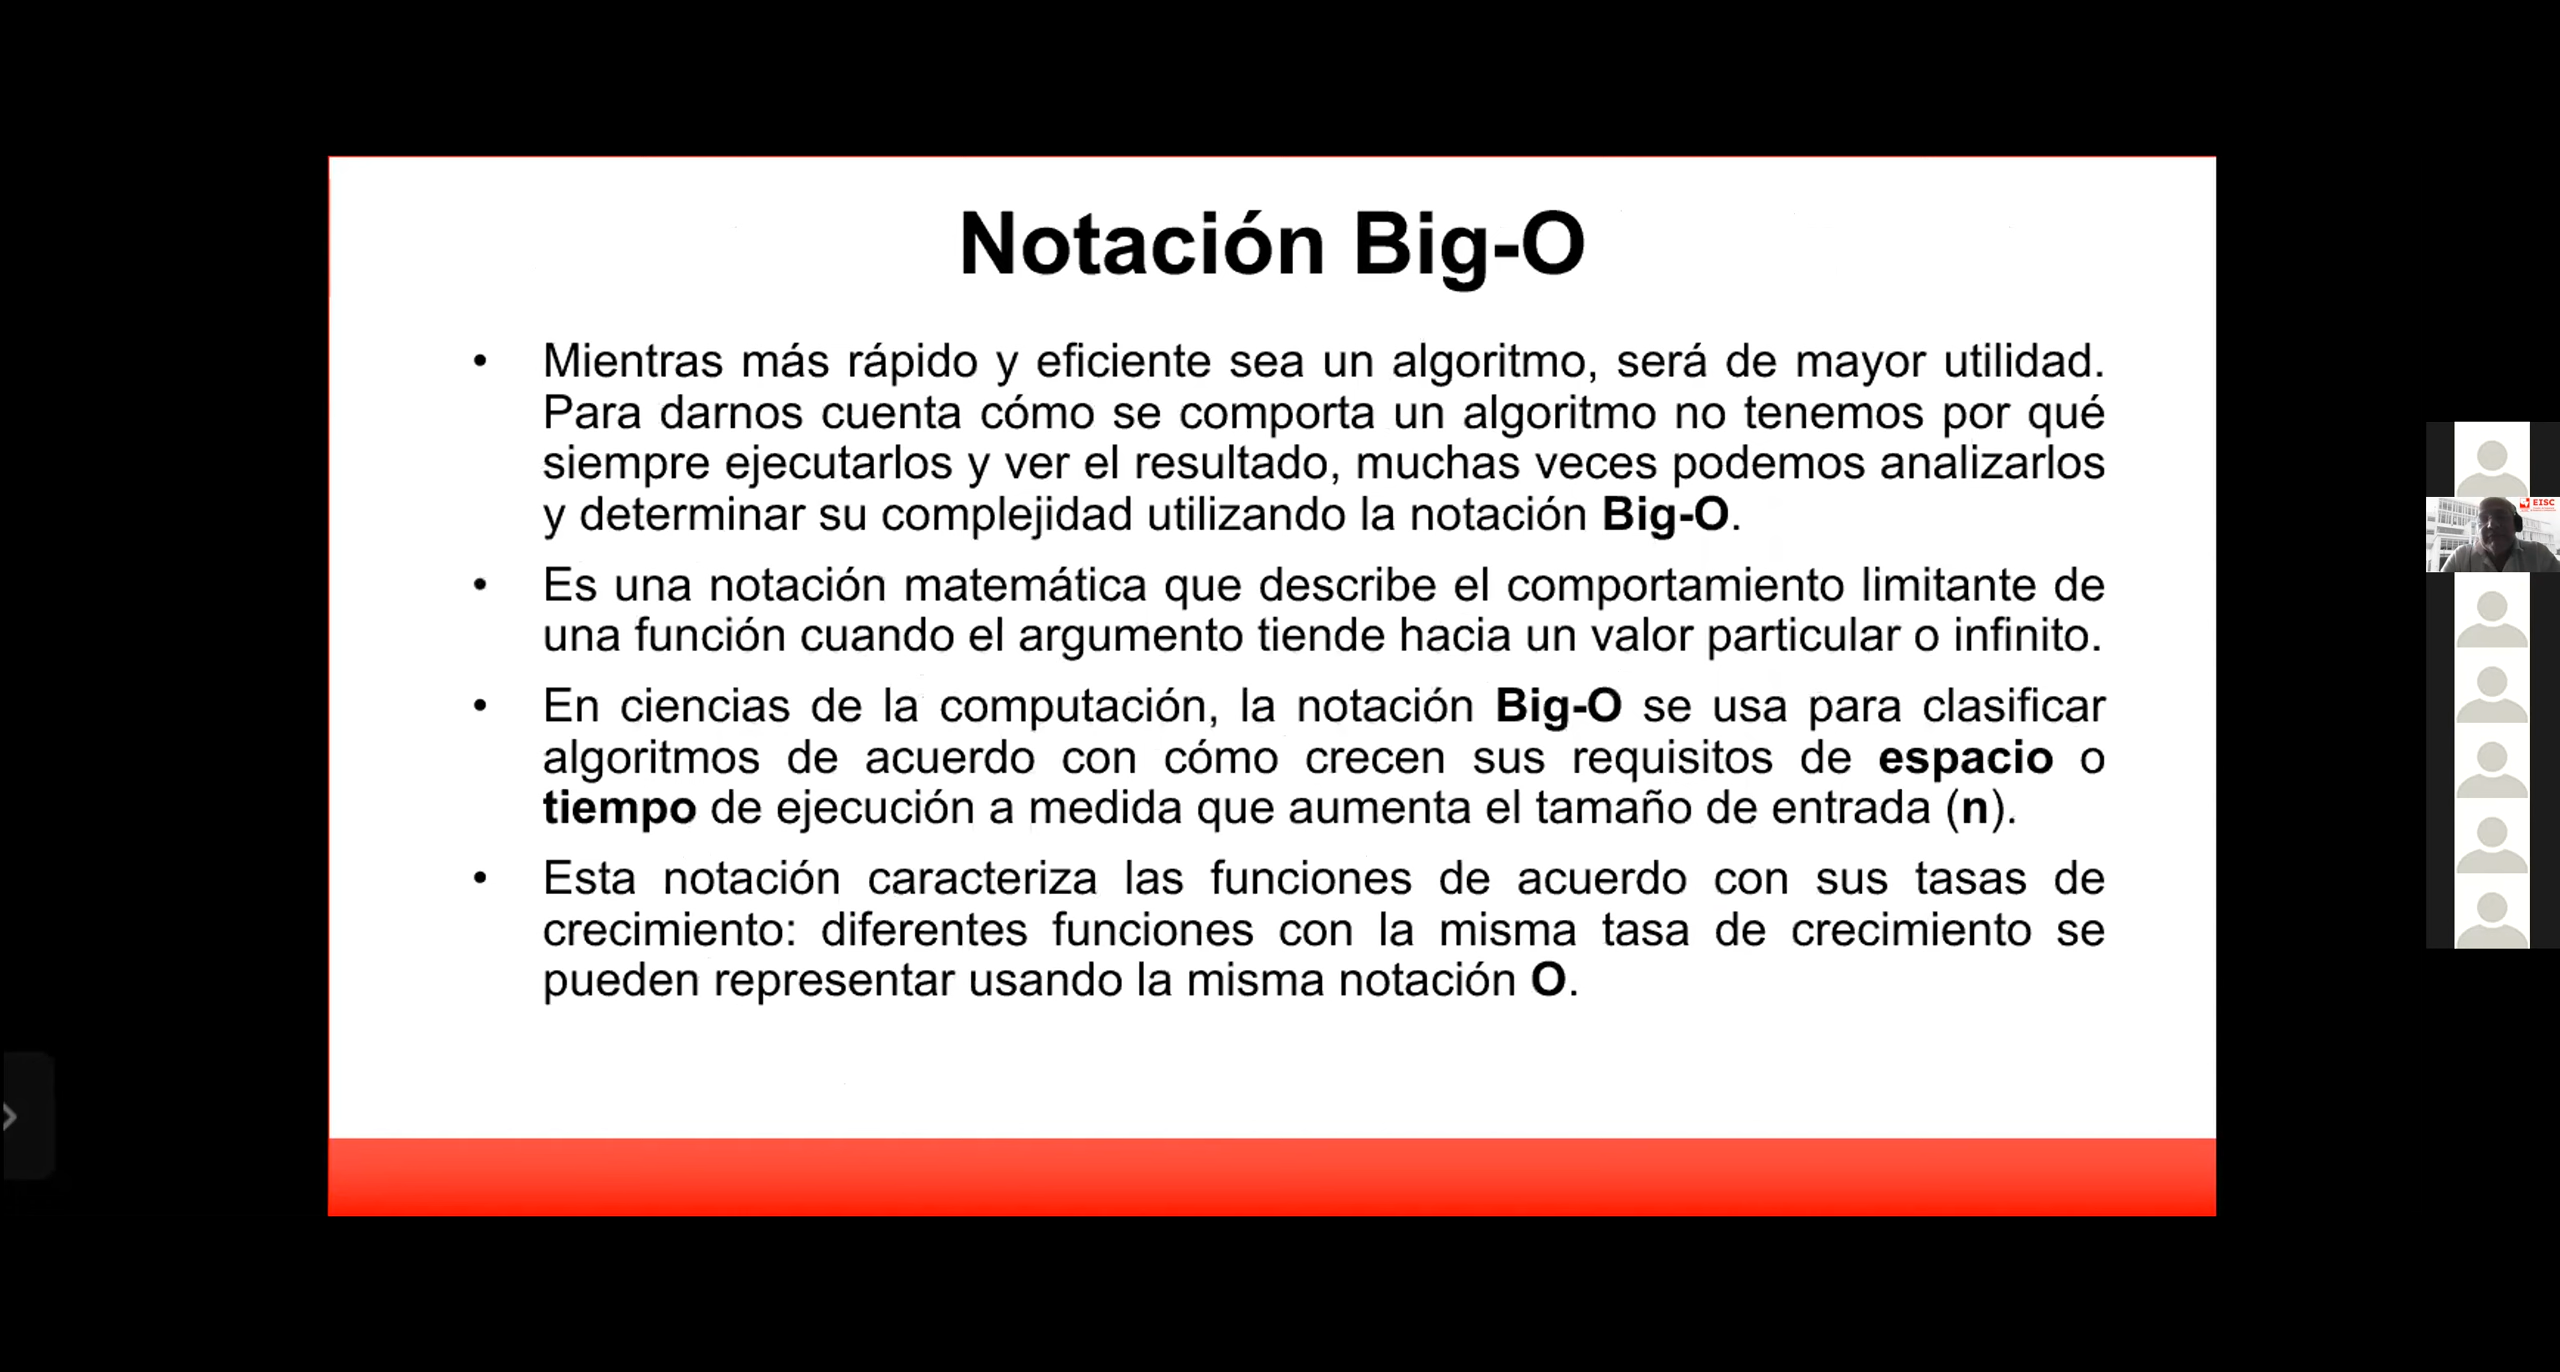 Notación Big-O
• Mientras más rápido y eficiente sea un algoritmo, será de mayor utilidad.
Para darnos cuenta cómo se comporta un algoritmo no tenemos por qué
siempre ejecutarlos y ver el resultado, muchas veces podemos analizarlos
y determinar su complejidad utilizando la notación Big-O.
• Es una notación matemática que describe el comportamiento limitante de
una función cuando el argumento tiende hacia un valor particular o infinito.
• En ciencias de la computación, la notación Big-O se usa para clasificar
algoritmos de acuerdo con cómo crecen sus requisitos de espacio o
tiempo de ejecución a medida que aumenta el tamaño de entrada (n).
• Esta notación caracteriza las funciones de acuerdo con sus tasas de
crecimiento: diferentes funciones con la misma tasa de crecimiento se
pueden representar usando la misma notación O.
EISC